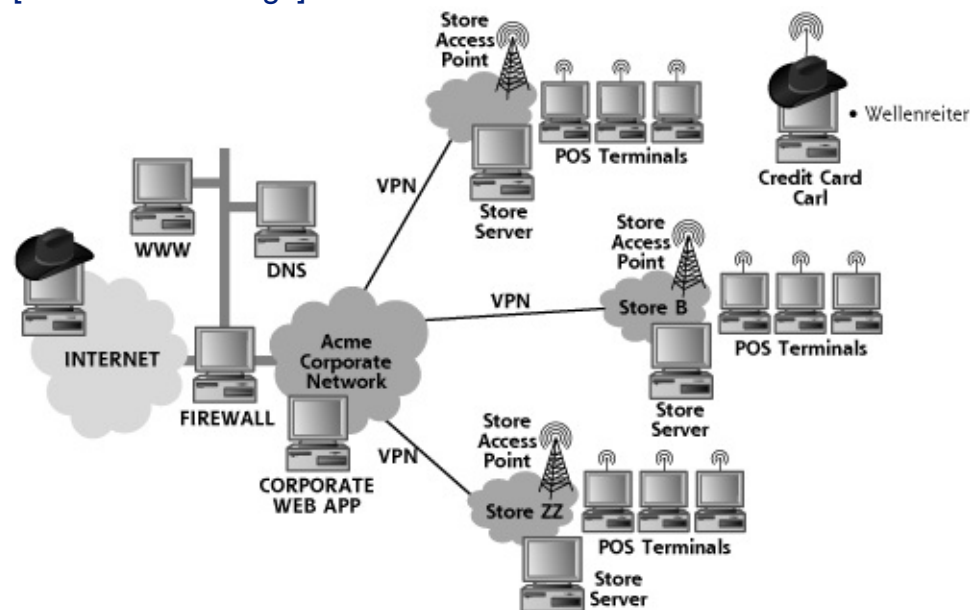 Store
Access
Point
POS Terminals
• Wellenreiter
Credit Card
Carl
VPN
Store
Server
WWW
DNS
Store
Access
Point
VPN
Store B
POS Terminals
INTERNET
Acme
Corporate
Network
FIREWALL
Store
Server
Store
Access
Point
VPN
CORPORATE
WEB APP
Store ZZ
POS Terminals
Store
Server